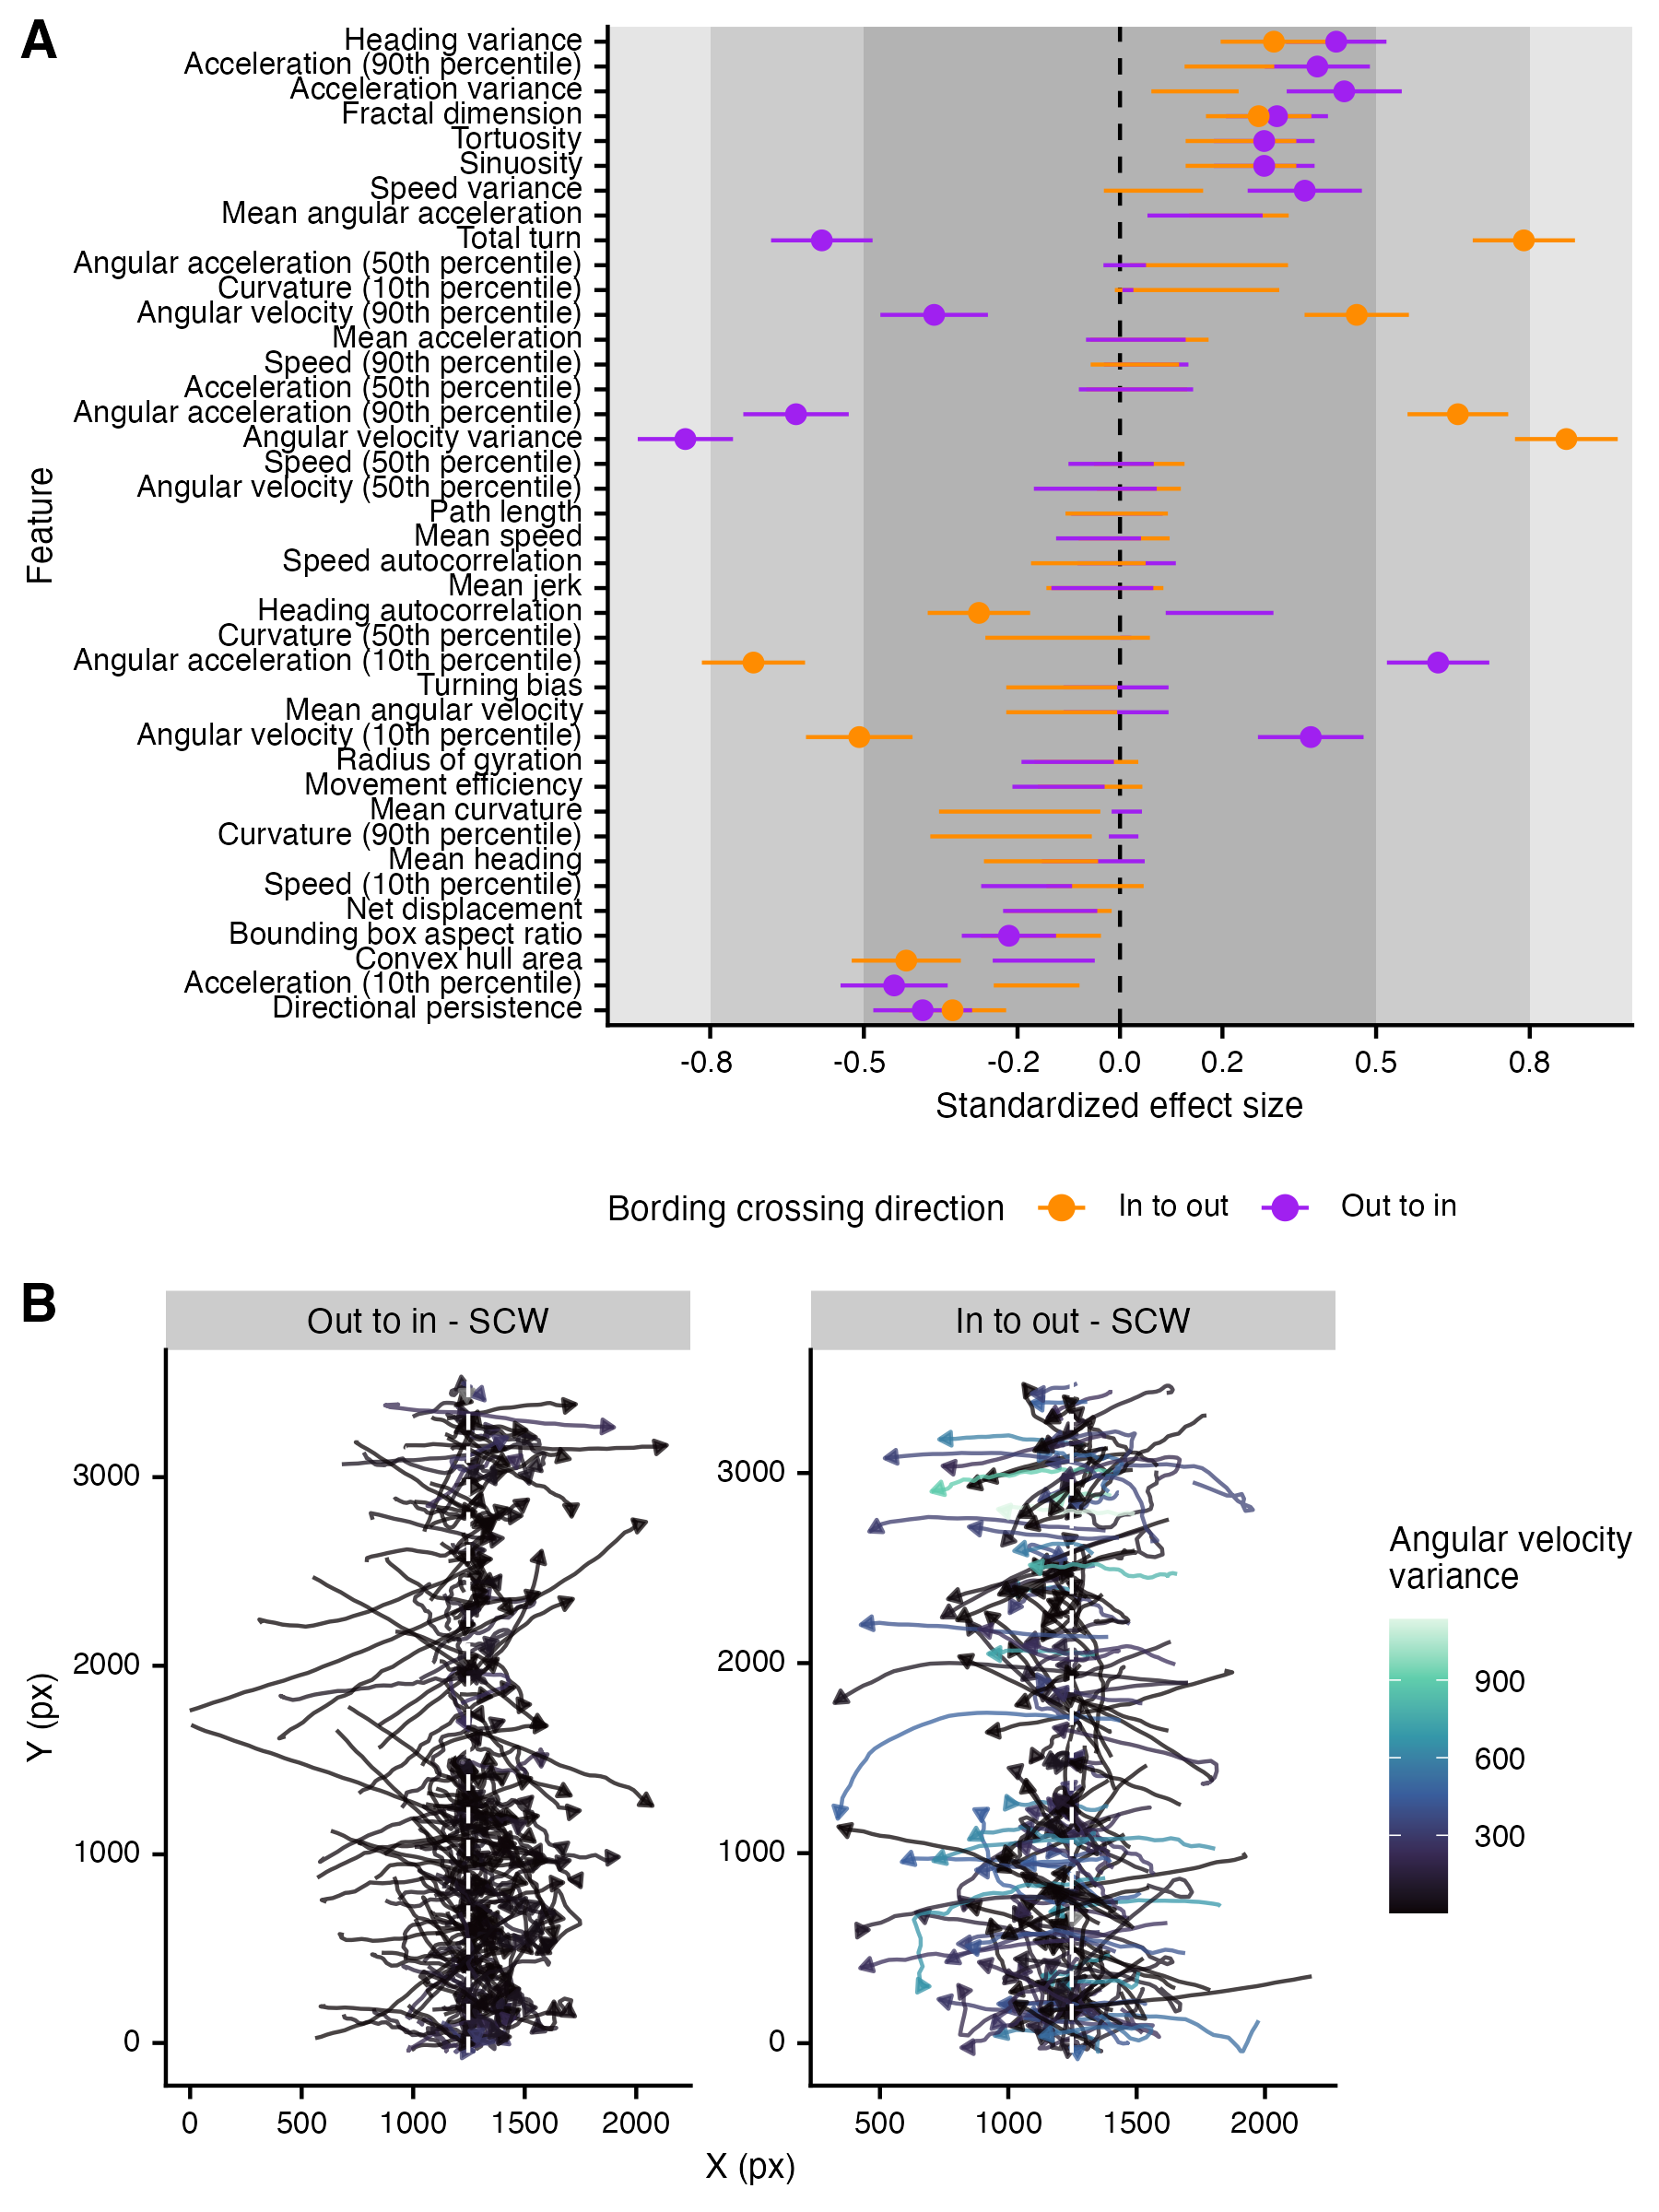 A
Heading variance
Acceleration (90th percentile)
Acceleration variance
Fractal dimension
Tortuosity
Sinuosity
Speed variance
Mean angular acceleration
Total turn
Angular acceleration (50th percentile)
Curvature (10th percentile)
Angular velocity (90th percentile)
Mean acceleration
Speed (90th percentile)
Acceleration (50th percentile)
Angular acceleration (90th percentile)
Angular velocity variance
Speed (50th percentile)
Angular velocity (50th percentile)
Path length
Mean speed
Speed autocorrelation
Mean jerk
Heading autocorrelation
Curvature (50th percentile)
Angular acceleration (10th percentile)
Turning bias
Mean angular velocity
Angular velocity (10th percentile)
Radius of gyration
Movement efficiency
Mean curvature
Curvature (90th percentile)
Mean heading
Speed (10th percentile)
Net displacement
Bounding box aspect ratio
Convex hull area
Acceleration (10th percentile)
Directional persistence
Feature
-0.8 -0.5 -0.2 0.0 0.2 0.5 0.8
Standardized effect size
Bording crossing direction In to out Out to in
B
Out to in - SCW In to out - SCW
3000
2000
1000
0
Y (px)
3000
2000
1000
0
0 500 1000 1500 2000 500 1000 1500 2000
X (px)
Angular velocity
variance
900
600
300